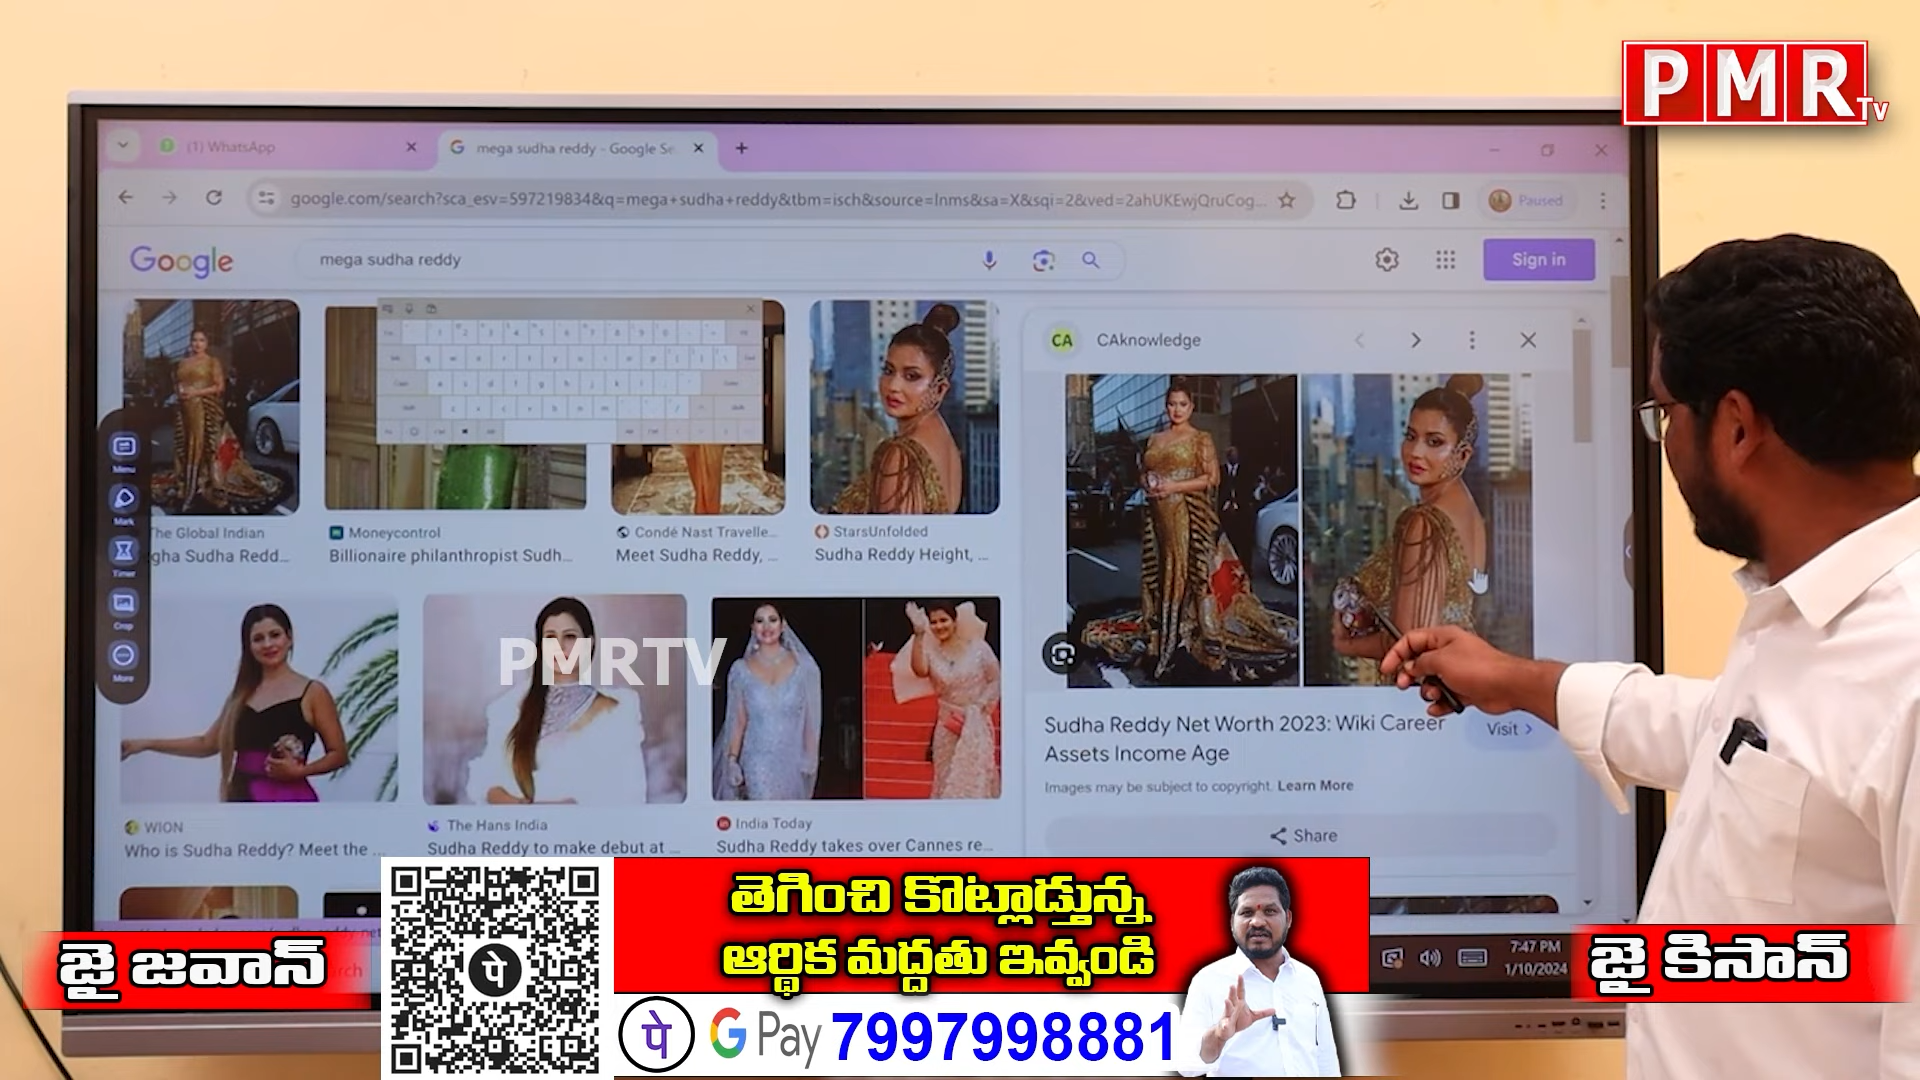 PMR
TV
(1) WhatsApp
mega sudha reddy - Google Se
google.com/search?sca_esv=597219834&q=mega+sudha+reddy&tbm=isch&source=lnms&sa=X&sqi=2&ved=2ahUKEwjQruCog...
Paused
Google
mega sudha reddy
Sign in
CA CAknowledge
Menu
Mark
Timer
Crop
More
The Global Indian
gha Sudha Redd...
Moneycontrol
Billionaire philanthropist Sudh...
Condé Nast Travelle...
Meet Sudha Reddy, ...
StarsUnfolded
Sudha Reddy Height, ...
PMRTV
Sudha Reddy Net Worth 2023: Wiki Career
Assets Income Age
Visit >
Images may be subject to copyright. Learn More
Share
WION
Who is Sudha Reddy? Meet the ...
The Hans India
Sudha Reddy to make debut at ...
India Today
Sudha Reddy takes over Cannes re...
తెగించి కొట్లాడుతున్న
ఆర్థిక మద్దతు ఇవ్వండి
జై జవాన్
జై కిసాన్
7:47 PM
1/10/2024
पे
पे G Pay 7997998881